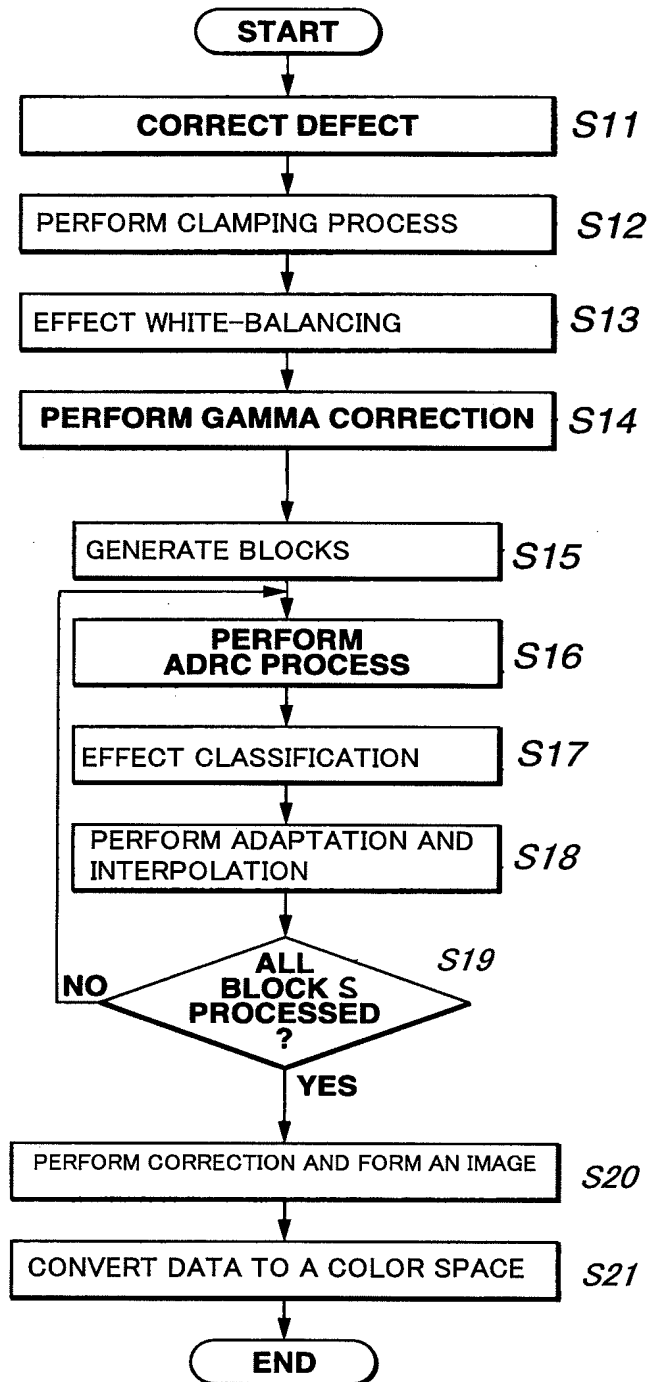 START
CORRECT DEFECT S11
PERFORM CLAMPING PROCESS S12
EFFECT WHITE-BALANCING S13
PERFORM GAMMA CORRECTION S14
GENERATE BLOCKS S15
PERFORM
ADRC PROCESS S16
EFFECT CLASSIFICATION S17
PERFORM ADAPTATION AND
INTERPOLATION S18
S19
ALL
BLOCK S
PROCESSED
?
NO
YES
PERFORM CORRECTION AND FORM AN IMAGE S20
CONVERT DATA TO A COLOR SPACE S21
END